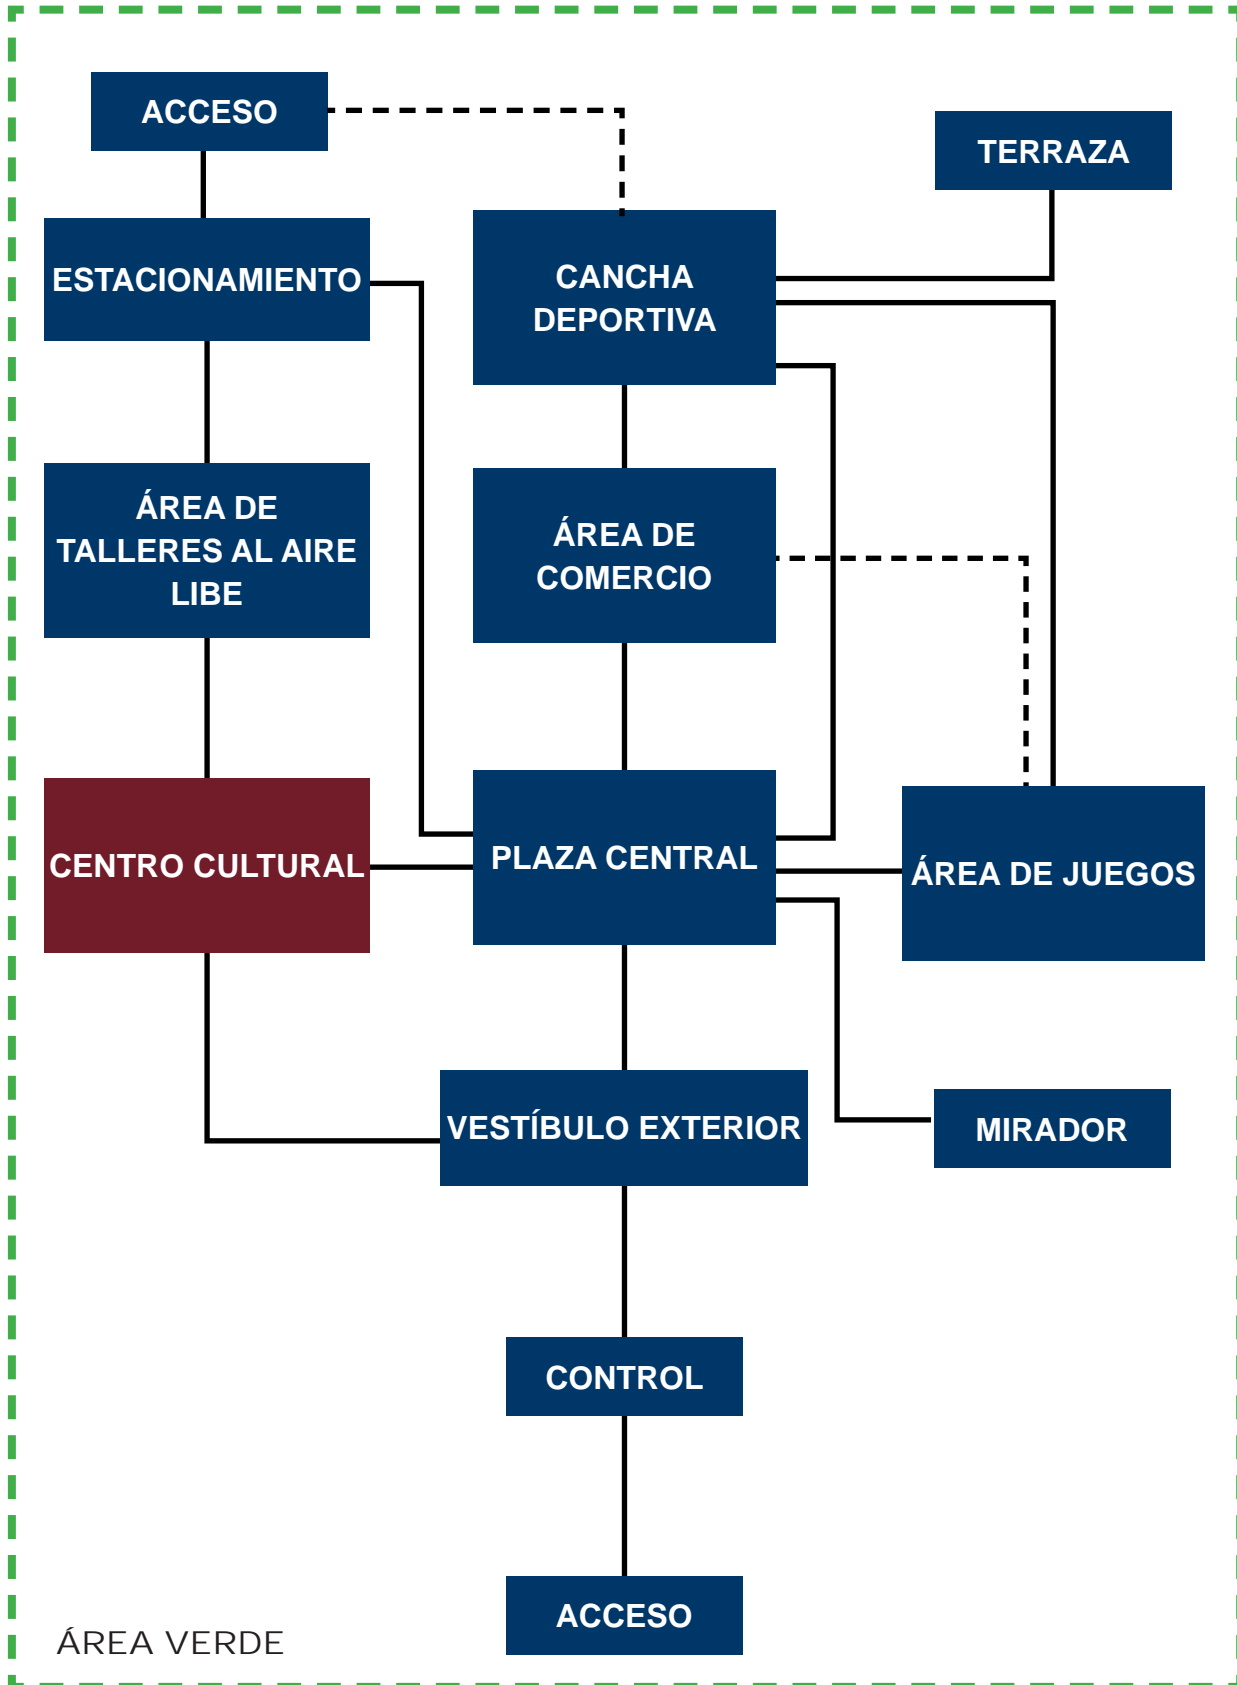 ACCESO
TERRAZA
ESTACIONAMIENTO
CANCHA
DEPORTIVA
ÁREA DE
TALLERES AL AIRE
LIBE
ÁREA DE
COMERCIO
CENTRO CULTURAL
PLAZA CENTRAL
ÁREA DE JUEGOS
VESTÍBULO EXTERIOR
MIRADOR
CONTROL
ACCESO
ÁREA VERDE